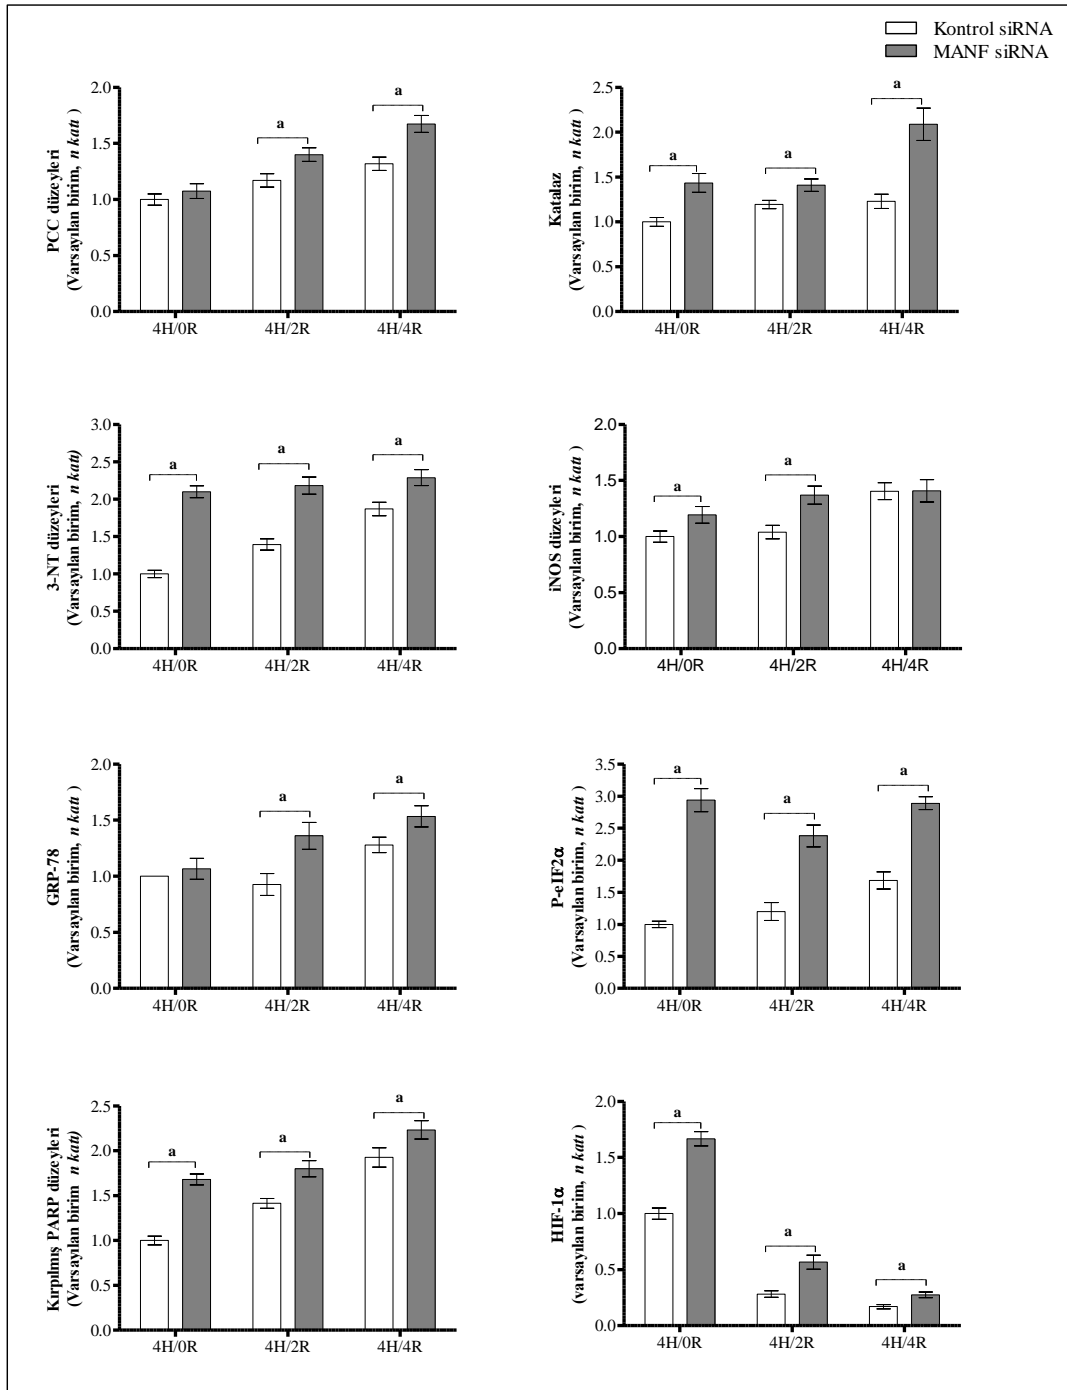 Kontrol siRNA
MANF siRNA
PCC düzeyleri
(Varsayılan birim, n katı )
2.0
1.5
1.0
0.5
0.0
a
a
4H/0R 4H/2R 4H/4R
Katalaz
(Varsayılan birim, n katı )
2.5
2.0
1.5
1.0
0.5
0.0
a
a
a
4H/0R 4H/2R 4H/4R
3-NT düzeyleri
(Varsayılan birim, n katı)
3.0
2.5
2.0
1.5
1.0
0.5
0.0
a
a
a
4H/0R 4H/2R 4H/4R
iNOS düzeyleri
(Varsayılan birim, n katı )
2.0
1.5
1.0
0.5
0.0
a
a
4H/0R 4H/2R 4H/4R
GRP-78
(Varsayılan birim, n katı )
2.0
1.5
1.0
0.5
0.0
a
a
4H/0R 4H/2R 4H/4R
P-eIF2α
(Varsayılan birim, n katı )
3.5
3.0
2.5
2.0
1.5
1.0
0.5
0.0
a
a
a
4H/0R 4H/2R 4H/4R
Kırpılmış PARP düzeyleri
(Varsayılan birim n katı)
2.5
2.0
1.5
1.0
0.5
0.0
a
a
a
4H/0R 4H/2R 4H/4R
HIF-1α
(varsayılan birim, n katı )
2.0
1.5
1.0
0.5
0.0
a
a
a
4H/0R 4H/2R 4H/4R